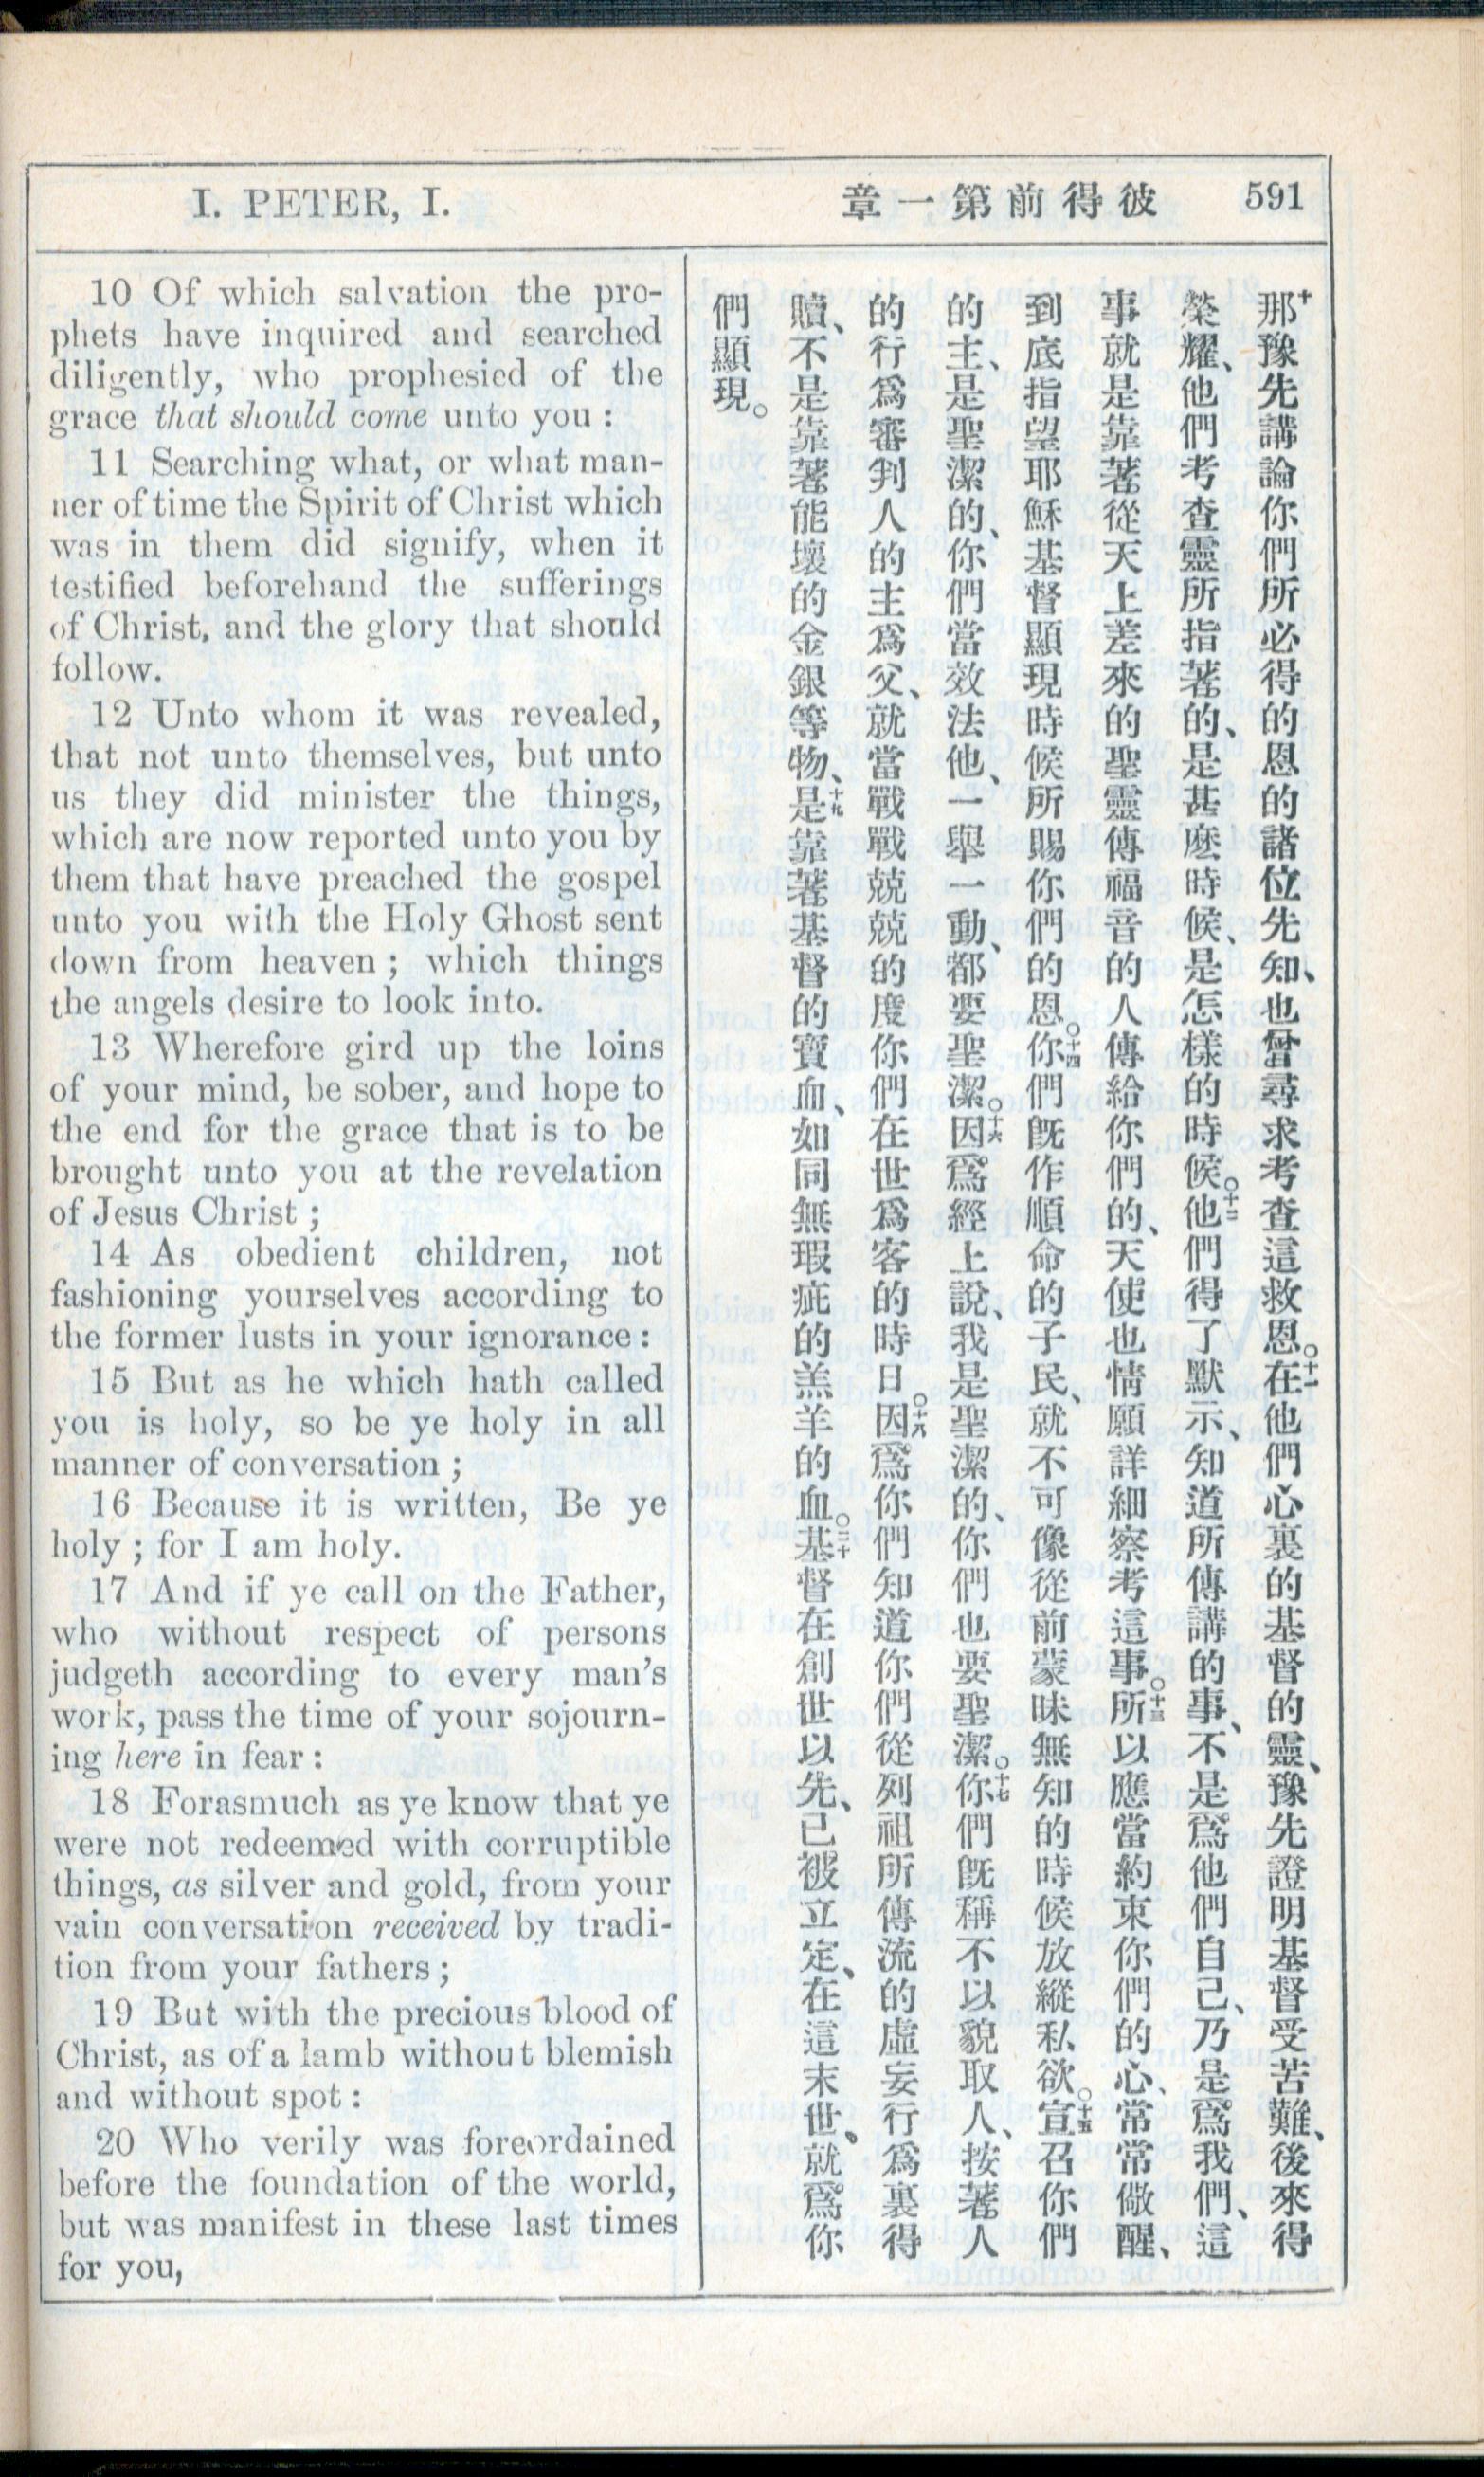 I. PETER, I.
章一第前得彼
591
10 Of which salvation the pro-
phets have inquired and searched
diligently, who prophesied of the
grace that should come unto you :
11 Searching what, or what man-
ner of time the Spirit of Christ which
was in them did signify, when it
testified beforehand the sufferings
of Christ, and the glory that should
follow.
12 Unto whom it was revealed,
that not unto themselves, but unto
us they did minister the things,
which are now reported unto you by
them that have preached the gospel
unto you with the Holy Ghost sent
down from heaven ; which things
the angels desire to look into.
13 Wherefore gird up the loins
of your mind, be sober, and hope to
the end for the grace that is to be
brought unto you at the revelation
of Jesus Christ ;
14 As obedient children, not
fashioning yourselves according to
the former lusts in your ignorance :
15 But as he which hath called
you is holy, so be ye holy in all
manner of conversation ;
16 Because it is written, Be ye
holy ; for I am holy.
17 And if ye call on the Father,
who without respect of persons
judgeth according to every man's
work, pass the time of your sojourn-
ing here in fear :
18 Forasmuch as ye know that ye
were not redeemed with corruptible
things, as silver and gold, from your
vain conversation received by tradi-
tion from your fathers ;
19 But with the precious blood of
Christ, as of a lamb without blemish
and without spot :
20 Who verily was foreordained
before the foundation of the world,
but was manifest in these last times
for you,
十那豫先講論你們所必得的恩的諸位先知、也曾尋求考查這救恩。十一在他們心裏的基督的靈、豫先證明基督受苦難、後來得
榮耀、他們考查靈所指著的、是甚麽時候、是怎樣的時候。十二他們得了默示、知道所傳講的事、不是爲他們自己、乃是爲我們、這
事就是靠著從天上差來的聖靈傳福音的人傳給你們的、天使也情願詳細察考這事。十三所以應當約束你們的心、常常儆醒、
到底指望耶穌基督顯現時候所賜你們的恩。十四你們旣作順命的子民、就不可像從前蒙昧無知的時候放縱私欲。十五宣召你們
的主、是聖潔的、你們當效法他、一舉一動、都要聖潔。十六因爲經上說、我是聖潔的、你們也要聖潔。十七你們旣稱不以貌取人、按著人
的行爲審判人的主爲父、就當戰戰兢兢的度你們在世爲客的時日。十八因爲你們知道你們從列祖所傳流的虛妄行爲裏得
贖、不是靠著能壞的金銀等物、十九是靠著基督的寶血、如同無瑕疵的羔羊的血。二十基督在創世以先、已被立定、在這末世、就爲你
們顯現。